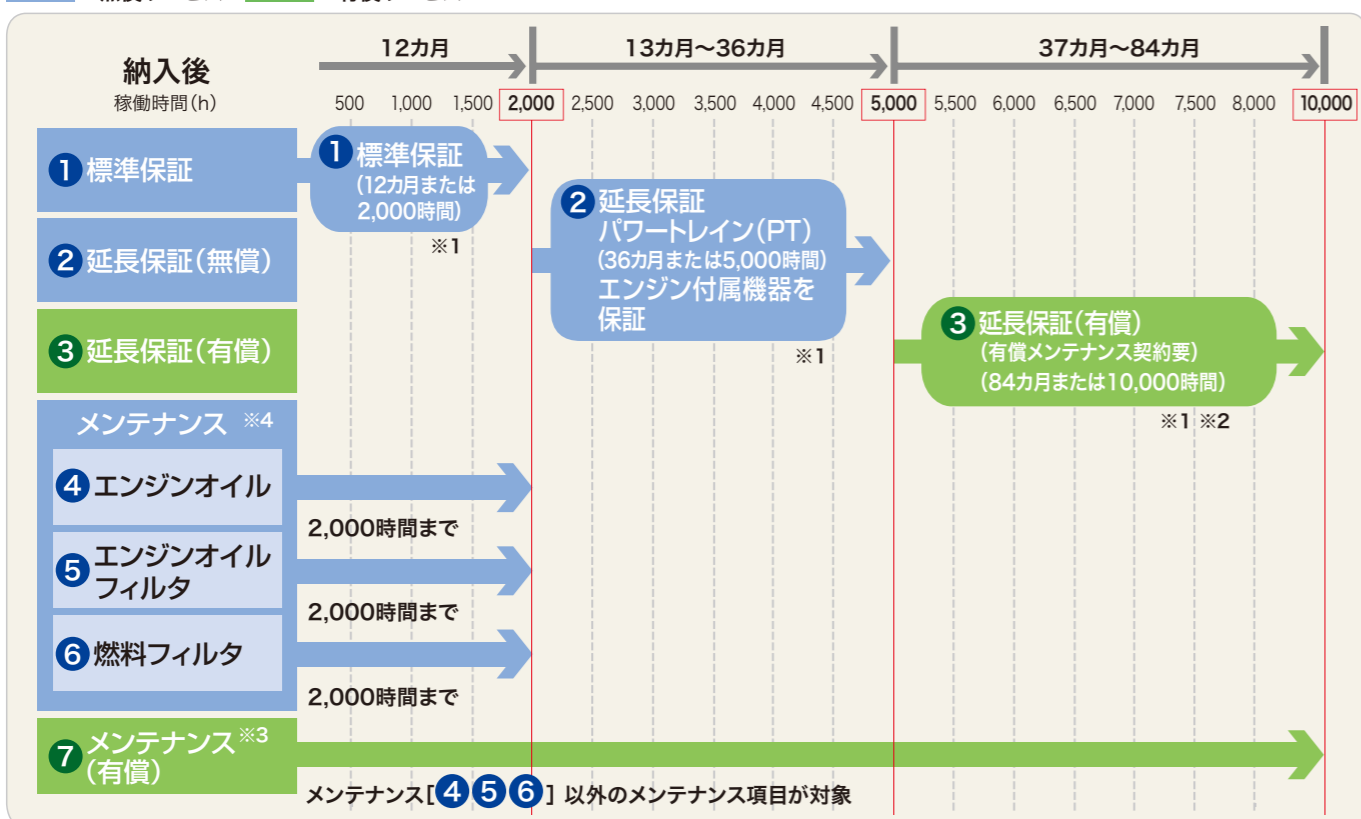 12カ月
13カ月～36カ月
37カ月～84カ月
納入後
稼働時間(h)
500 1,000 1,500 2,000 2,500 3,000 3,500 4,000 4,500 5,000 5,500 6,000 6,500 7,000 7,500 8,000 10,000
1 標準保証
1 標準保証
(12カ月または
2,000時間)
※1
2 延長保証(無償)
2 延長保証
パワートレイン(PT)
(36カ月または5,000時間)
エンジン付属機器を
保証
※1
3 延長保証(有償)
3 延長保証(有償)
(有償メンテナンス契約要)
(84カ月または10,000時間)
※1 ※2
メンテナンス ※4
4 エンジンオイル
2,000時間まで
5 エンジンオイル
フィルタ
2,000時間まで
6 燃料フィルタ
2,000時間まで
7 メンテナンス※3
(有償)
メンテナンス[4 5 6] 以外のメンテナンス項目が対象